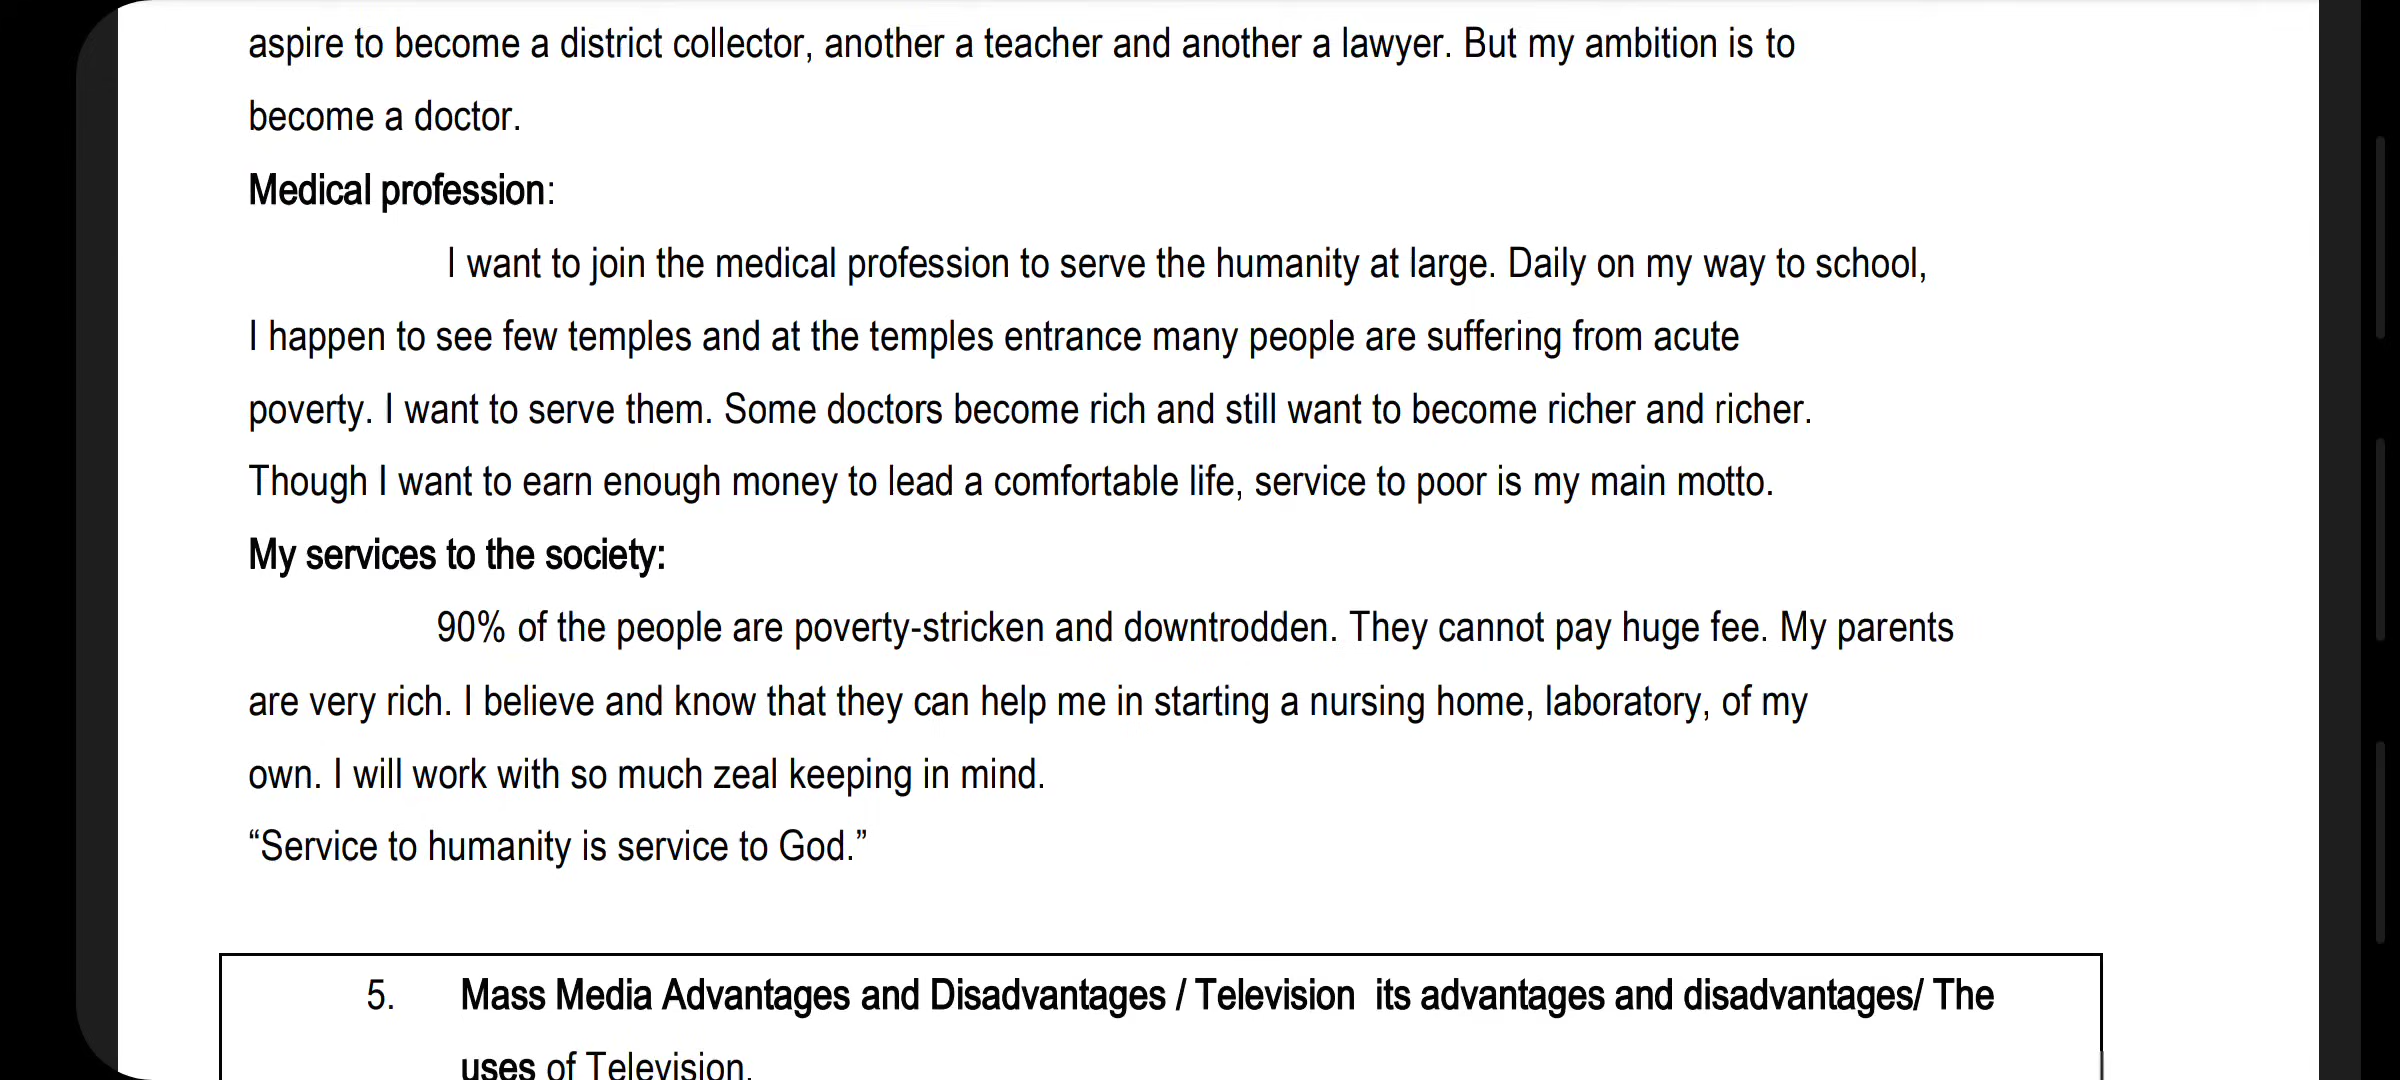 aspire to become a district collector, another a teacher and another a lawyer. But my ambition is to
become a doctor.
Medical profession:
I want to join the medical profession to serve the humanity at large. Daily on my way to school,
I happen to see few temples and at the temples entrance many people are suffering from acute
poverty. I want to serve them. Some doctors become rich and still want to become richer and richer.
Though I want to earn enough money to lead a comfortable life, service to poor is my main motto.
My services to the society:
90% of the people are poverty-stricken and downtrodden. They cannot pay huge fee. My parents
are very rich. I believe and know that they can help me in starting a nursing home, laboratory, of my
own. I will work with so much zeal keeping in mind.
“Service to humanity is service to God.”
5. Mass Media Advantages and Disadvantages / Television its advantages and disadvantages/ The
uses of Television.